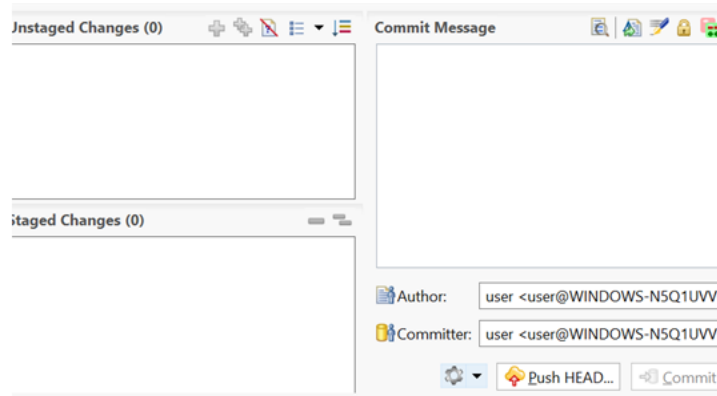 Unstaged Changes (0)
Commit Message
Staged Changes (0)
Author: user <user@WINDOWS-N5Q1UVV
Committer: user <user@WINDOWS-N5Q1UVV
Push HEAD... Commit